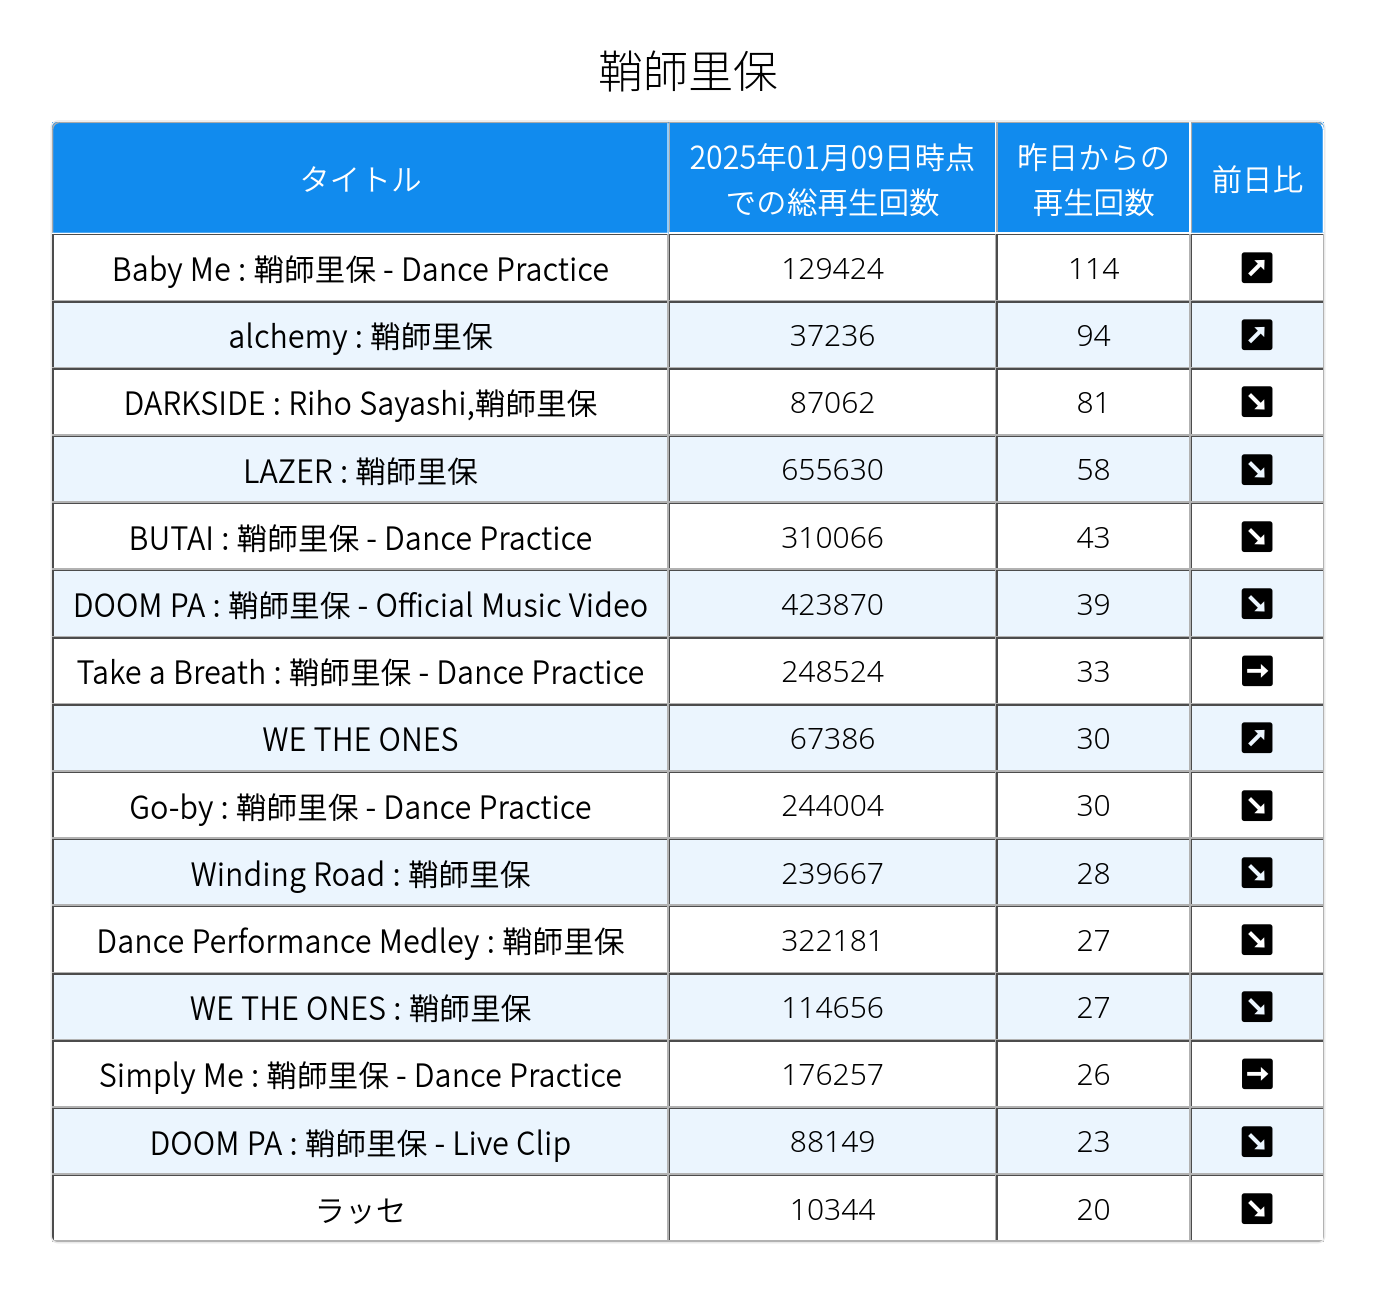 鞘師里保
タイトル 2025年01月09日時点 での総再生回数 昨日からの 再生回数 前日比
Baby Me : 鞘師里保 - Dance Practice 129424 114 ↗
alchemy : 鞘師里保 37236 94 ↗
DARKSIDE : Riho Sayashi,鞘師里保 87062 81 ↘
LAZER : 鞘師里保 655630 58 ↘
BUTAI : 鞘師里保 - Dance Practice 310066 43 ↘
DOOM PA : 鞘師里保 - Official Music Video 423870 39 ↘
Take a Breath : 鞘師里保 - Dance Practice 248524 33 →
WE THE ONES 67386 30 ↗
Go-by : 鞘師里保 - Dance Practice 244004 30 ↘
Winding Road : 鞘師里保 239667 28 ↘
Dance Performance Medley : 鞘師里保 322181 27 ↘
WE THE ONES : 鞘師里保 114656 27 ↘
Simply Me : 鞘師里保 - Dance Practice 176257 26 →
DOOM PA : 鞘師里保 - Live Clip 88149 23 ↘
ラッセ 10344 20 ↘